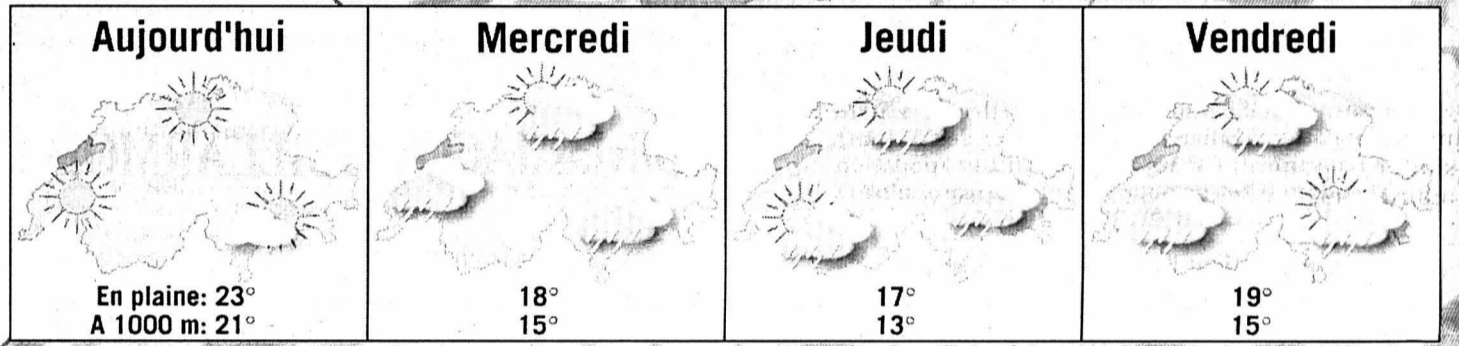 Aujourd'hui
En plaine: 23°
A 1000 m: 21°
Mercredi
18°
15°
Jeudi
17°
13°
Vendredi
19°
15°